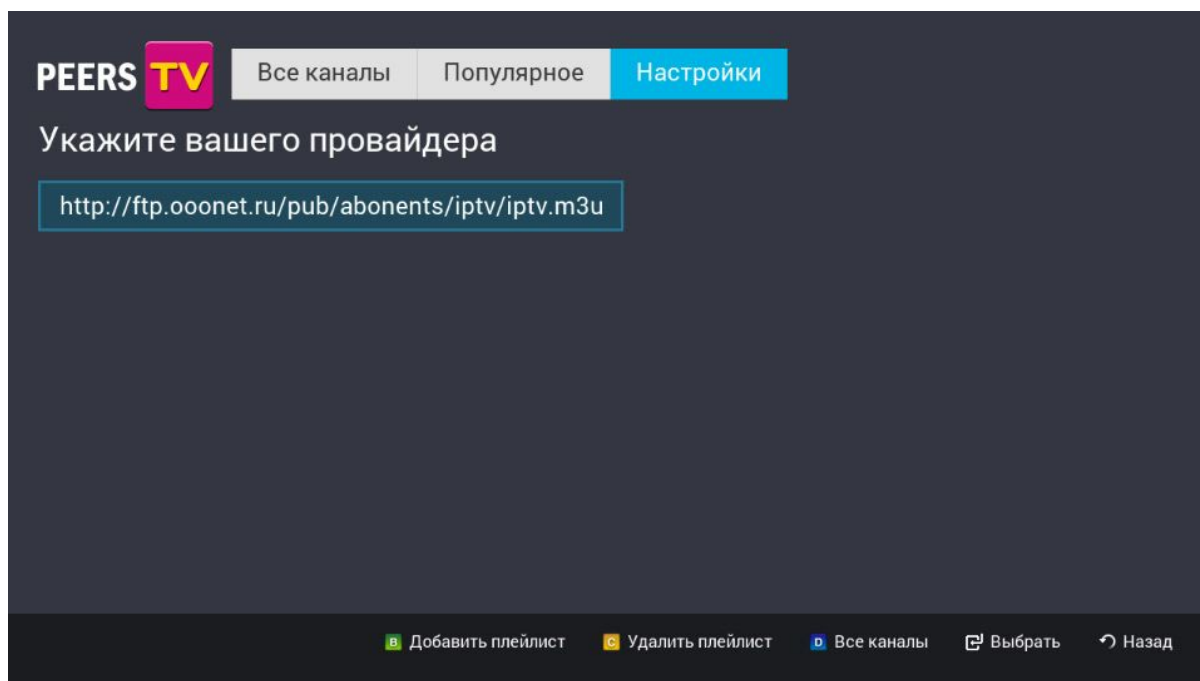 PEERS TV Все каналы Популярное Настройки
Укажите вашего провайдера
http://ftp.ooonet.ru/pub/abonents/iptv/iptv.m3u
B Добавить плейлист C Удалить плейлист D Все каналы Выбрать Назад